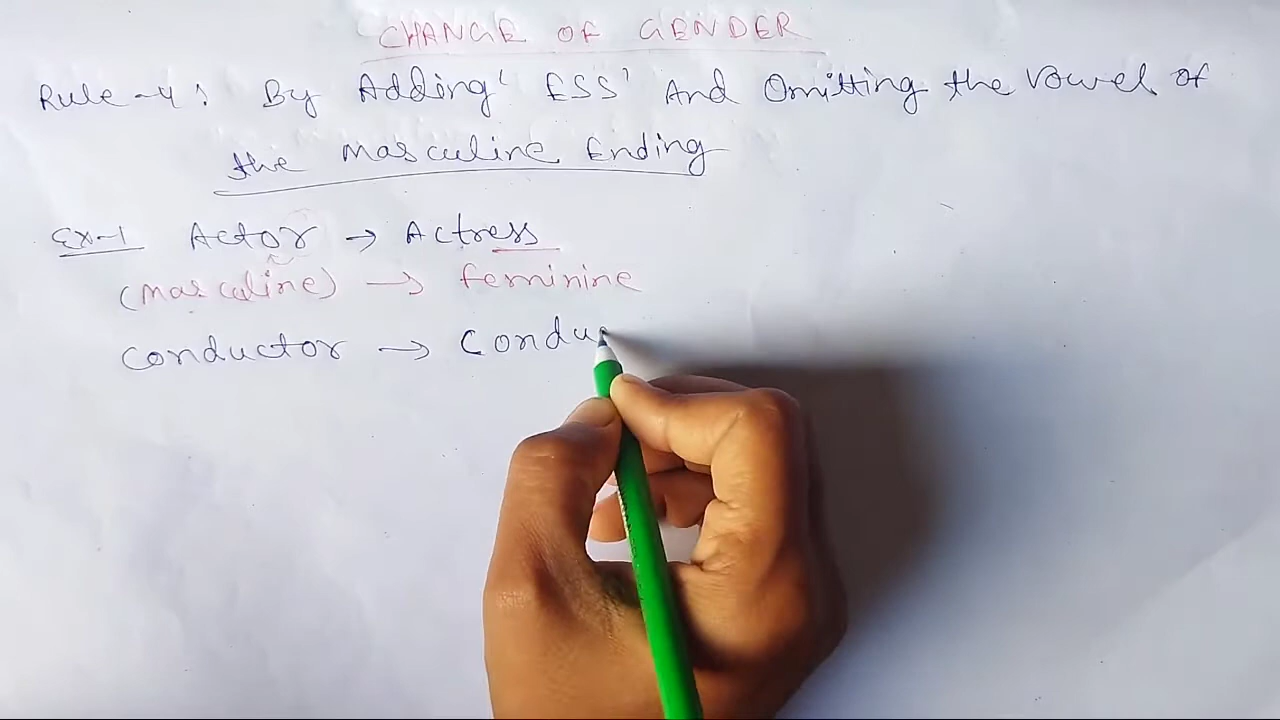 CHANGE OF GENDER
Rule-4: By Adding 'ESS' And Omitting the vowel of
the Masculine Ending
Ex-1 Actor → Actress
(Masculine) → feminine
conductor → Condu